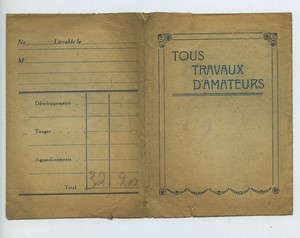 No Livrable le
M
Développements
Tirages
Agrandissements
Total 32 90
TOUS
TRAVAUX
D'AMATEURS